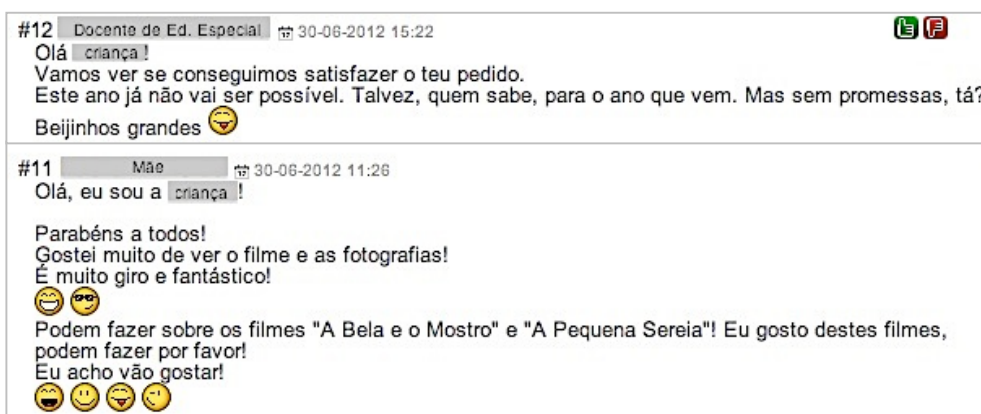 #12 Docente de Ed. Especial 30-06-2012 15:22
Olá criança!
Vamos ver se conseguimos satisfazer o teu pedido.
Este ano já não vai ser possível. Talvez, quem sabe, para o ano que vem. Mas sem promessas, tá?
Beijinhos grandes
#11 Mãe 30-06-2012 11:26
Olá, eu sou a criança!
Parabéns a todos!
Gostei muito de ver o filme e as fotografias!
É muito giro e fantástico!
Podem fazer sobre os filmes "A Bela e o Mostro" e "A Pequena Sereia"! Eu gosto destes filmes,
podem fazer por favor!
Eu acho vão gostar!